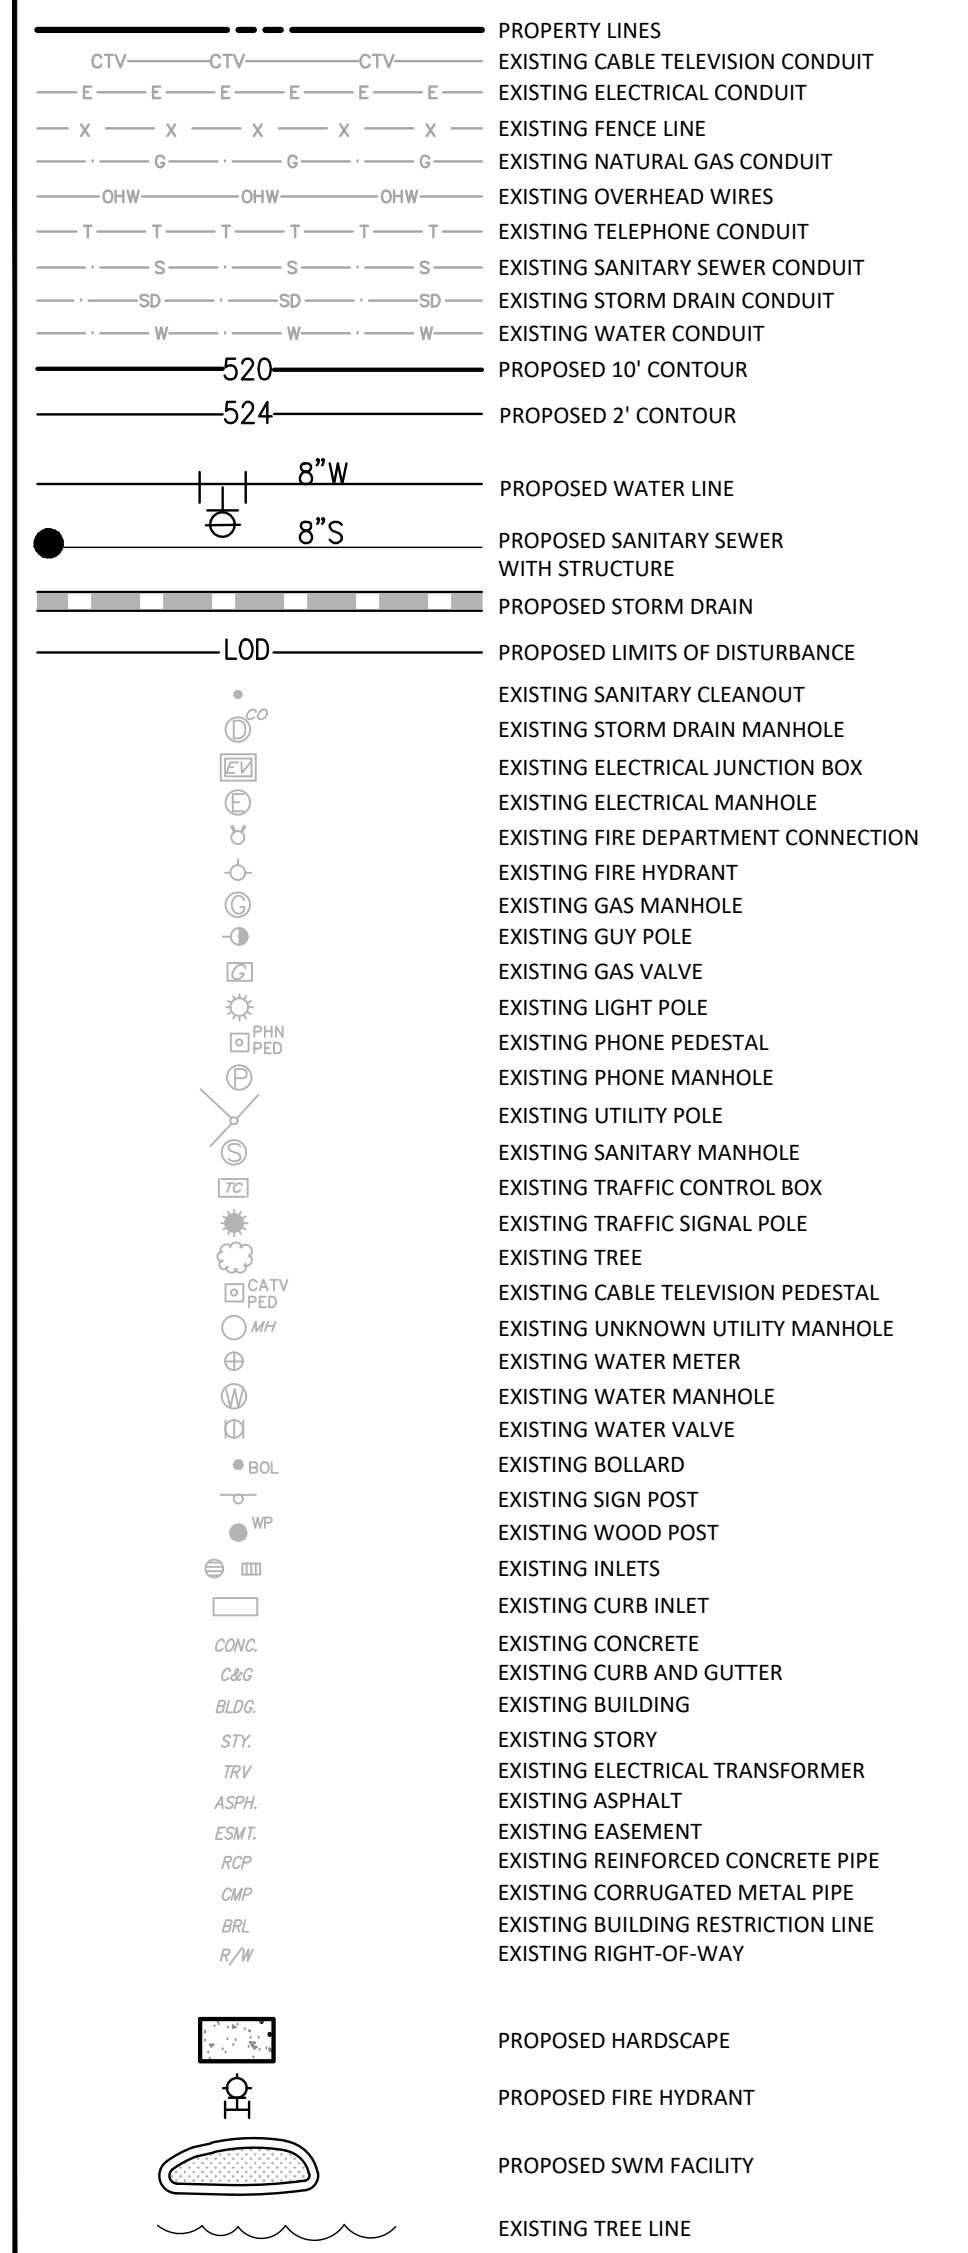 PROPERTY LINES
CTV CTV CTV EXISTING CABLE TELEVISION CONDUIT
E E E E E E EXISTING ELECTRICAL CONDUIT
X X X X X EXISTING FENCE LINE
G G G EXISTING NATURAL GAS CONDUIT
OHW OHW OHW EXISTING OVERHEAD WIRES
T T T T T T EXISTING TELEPHONE CONDUIT
S S S EXISTING SANITARY SEWER CONDUIT
SD SD SD EXISTING STORM DRAIN CONDUIT
W W W EXISTING WATER CONDUIT
520 PROPOSED 10' CONTOUR
524 PROPOSED 2' CONTOUR
8"W PROPOSED WATER LINE
8"S PROPOSED SANITARY SEWER
WITH STRUCTURE
PROPOSED STORM DRAIN
LOD PROPOSED LIMITS OF DISTURBANCE
EXISTING SANITARY CLEANOUT
CO
D EXISTING STORM DRAIN MANHOLE
EV EXISTING ELECTRICAL JUNCTION BOX
E EXISTING ELECTRICAL MANHOLE
EXISTING FIRE DEPARTMENT CONNECTION
EXISTING FIRE HYDRANT
G EXISTING GAS MANHOLE
EXISTING GUY POLE
G EXISTING GAS VALVE
EXISTING LIGHT POLE
PHN
PED EXISTING PHONE PEDESTAL
P EXISTING PHONE MANHOLE
EXISTING UTILITY POLE
S EXISTING SANITARY MANHOLE
TC EXISTING TRAFFIC CONTROL BOX
EXISTING TRAFFIC SIGNAL POLE
EXISTING TREE
CATV
PED EXISTING CABLE TELEVISION PEDESTAL
MH EXISTING UNKNOWN UTILITY MANHOLE
EXISTING WATER METER
W EXISTING WATER MANHOLE
EXISTING WATER VALVE
BOL EXISTING BOLLARD
EXISTING SIGN POST
WP EXISTING WOOD POST
EXISTING INLETS
EXISTING CURB INLET
CONC. EXISTING CONCRETE
C&G EXISTING CURB AND GUTTER
BLDG. EXISTING BUILDING
STY. EXISTING STORY
TRV EXISTING ELECTRICAL TRANSFORMER
ASPH. EXISTING ASPHALT
ESMT. EXISTING EASEMENT
RCP EXISTING REINFORCED CONCRETE PIPE
CMP EXISTING CORRUGATED METAL PIPE
BRL EXISTING BUILDING RESTRICTION LINE
R/W EXISTING RIGHT-OF-WAY
PROPOSED HARDSCAPE
PROPOSED FIRE HYDRANT
PROPOSED SWM FACILITY
EXISTING TREE LINE